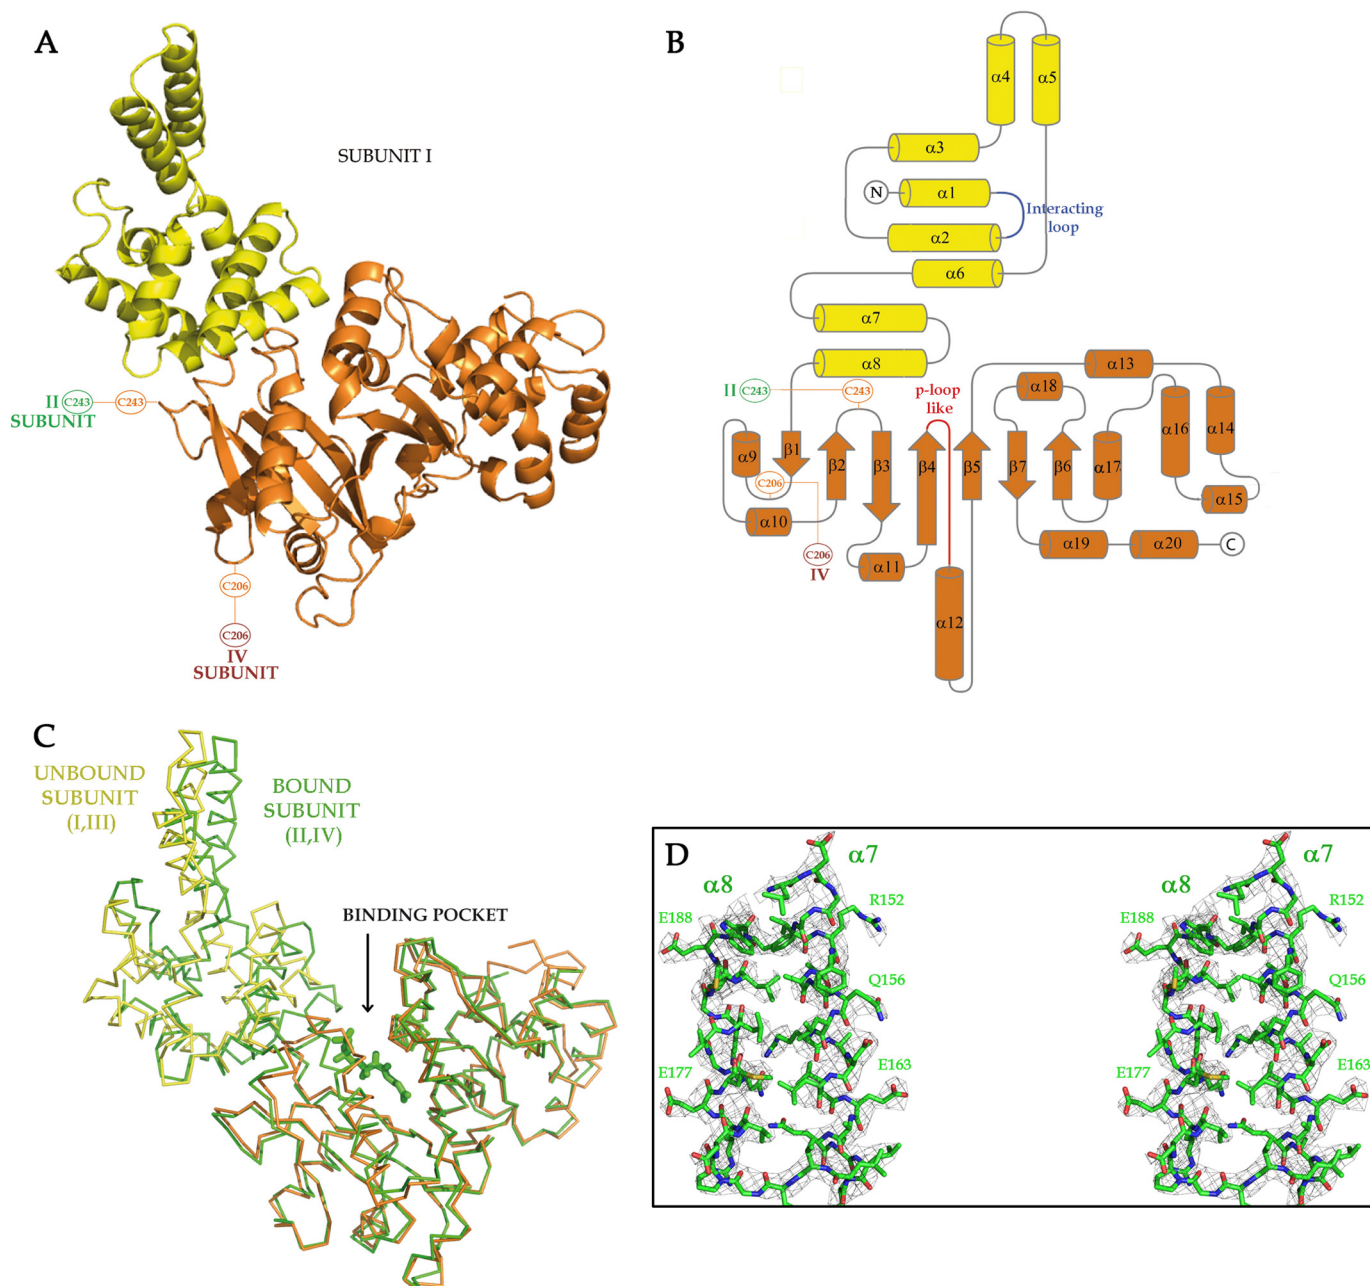 A
SUBUNIT I
II
SUBUNIT
C243
C243
C206
C206
IV
SUBUNIT
B
α4
α5
α3
N
α1
Interacting
loop
α2
α6
α7
α8
II
C243
C243
p-loop
like
α13
α18
α16
α14
α9
β1
β2
β3
β4
β5
β7
β6
α17
α15
C206
α10
C206
IV
α11
α19
α20
C
α12
C
UNBOUND
SUBUNIT
(I,III)
BOUND
SUBUNIT
(II,IV)
BINDING POCKET
D
α7
α8
R152
E188
Q156
E177
E163
α7
α8
R152
E188
Q156
E177
E163